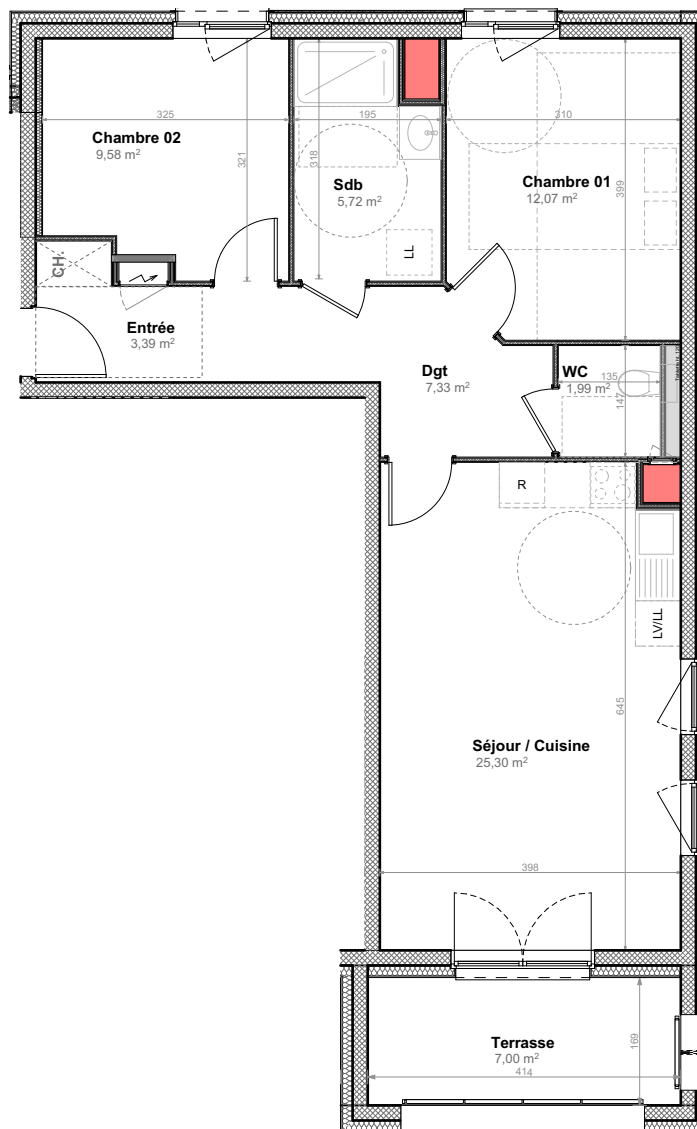 325
195
310
Chambre 02
9,58 m²
321
318
Sdb
5,72 m²
Chambre 01
12,07 m²
399
CH.
LL
Entrée
3,39 m²
Dgt
7,33 m²
WC
135
1,99 m²
147
R
LV/LL
645
Séjour / Cuisine
25,30 m²
398
Terrasse
7,00 m²
414
169